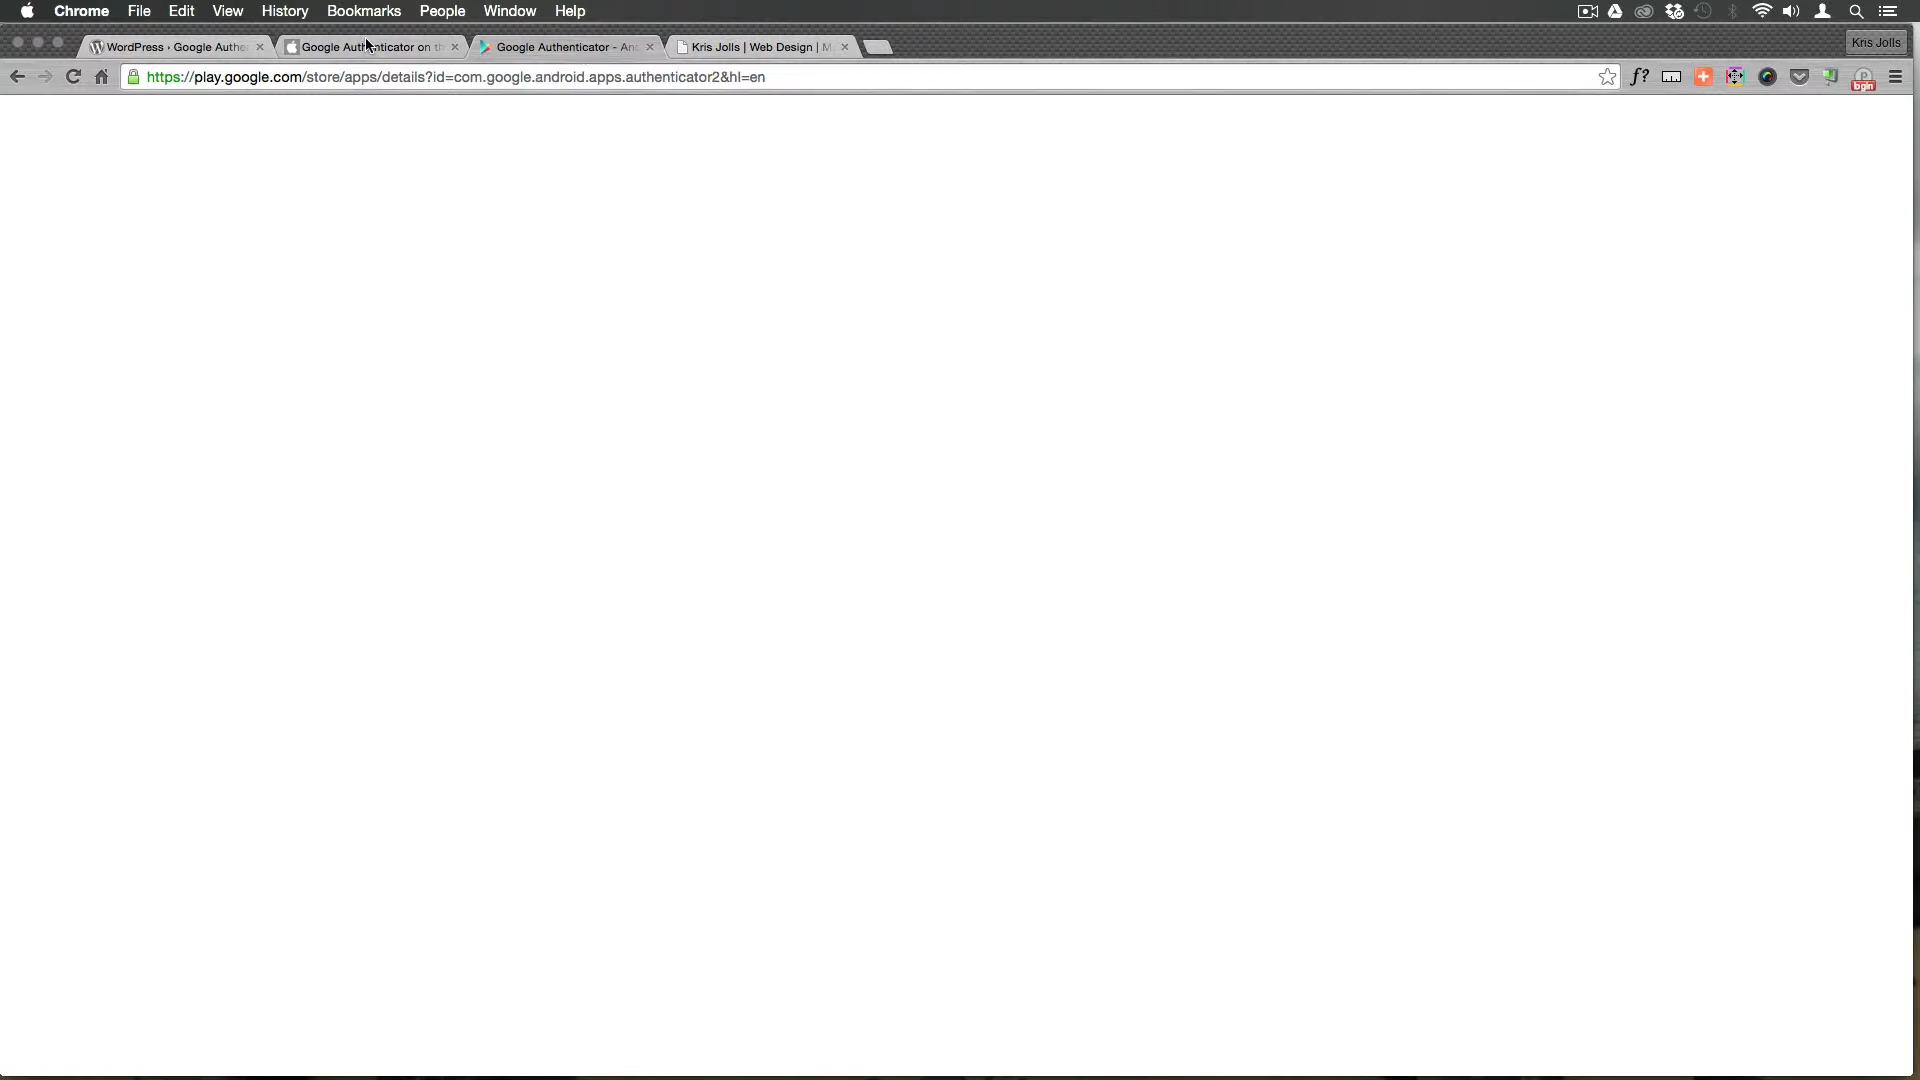 Chrome File Edit View History Bookmarks People Window Help
WordPress › Google Authe Google Authenticator on th Google Authenticator - And Kris Jolls | Web Design | M Kris Jolls
https://play.google.com/store/apps/details?id=com.google.android.apps.authenticator2&hl=en f? bgin